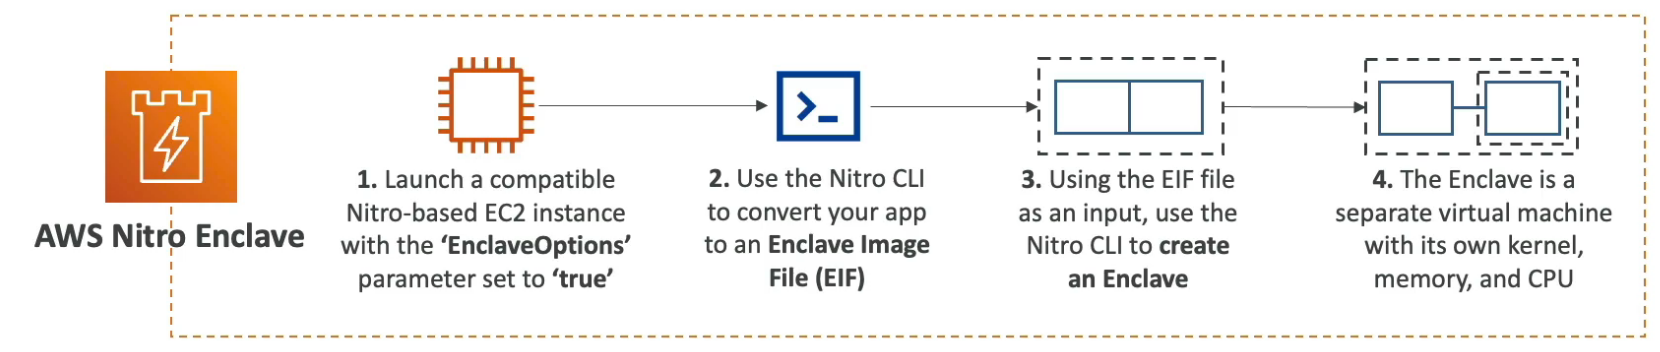 AWS Nitro Enclave
1. Launch a compatible
Nitro-based EC2 instance
with the ‘EnclaveOptions’
parameter set to ‘true’
2. Use the Nitro CLI
to convert your app
to an Enclave Image
File (EIF)
3. Using the EIF file
as an input, use the
Nitro CLI to create
an Enclave
4. The Enclave is a
separate virtual machine
with its own kernel,
memory, and CPU